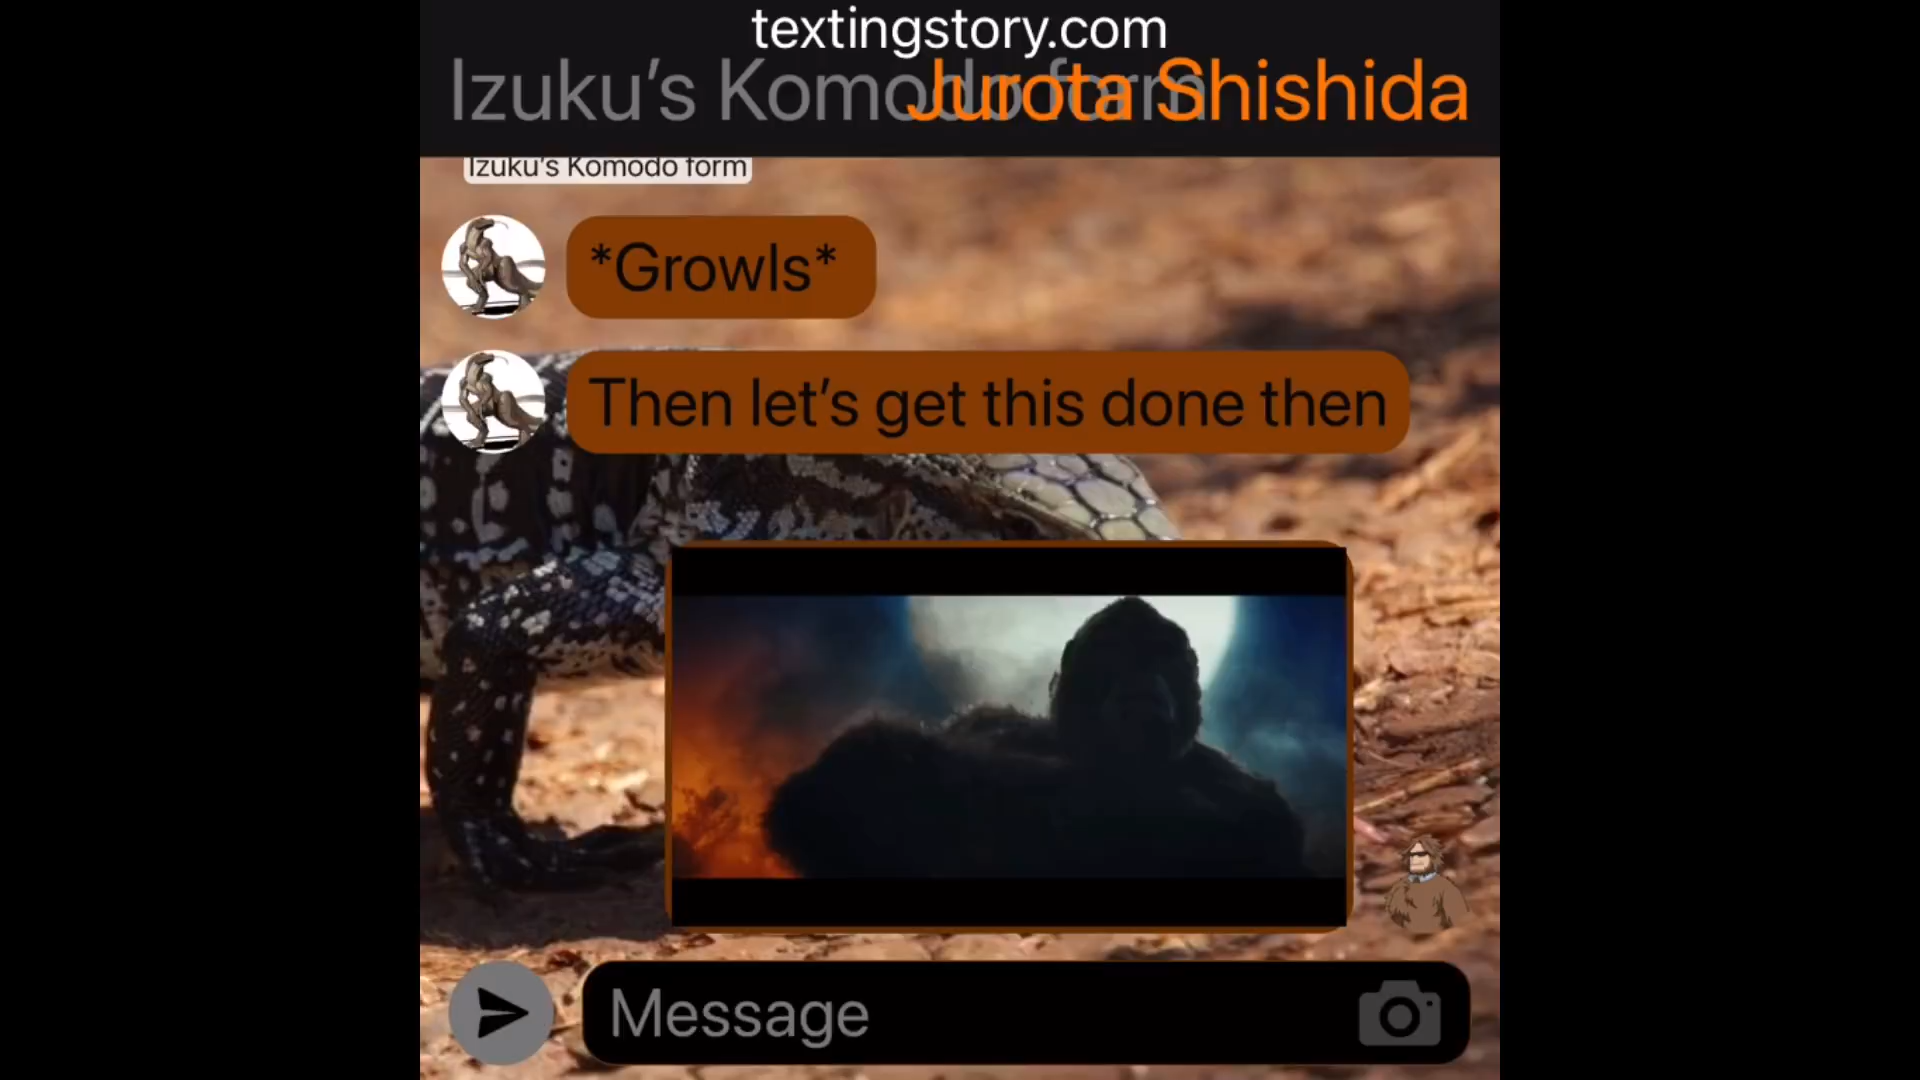 textingstory.com
Izuku’s Komodo form
Jurota Shishida
Izuku’s Komodo form
*Growls*
Then let’s get this done then
Message